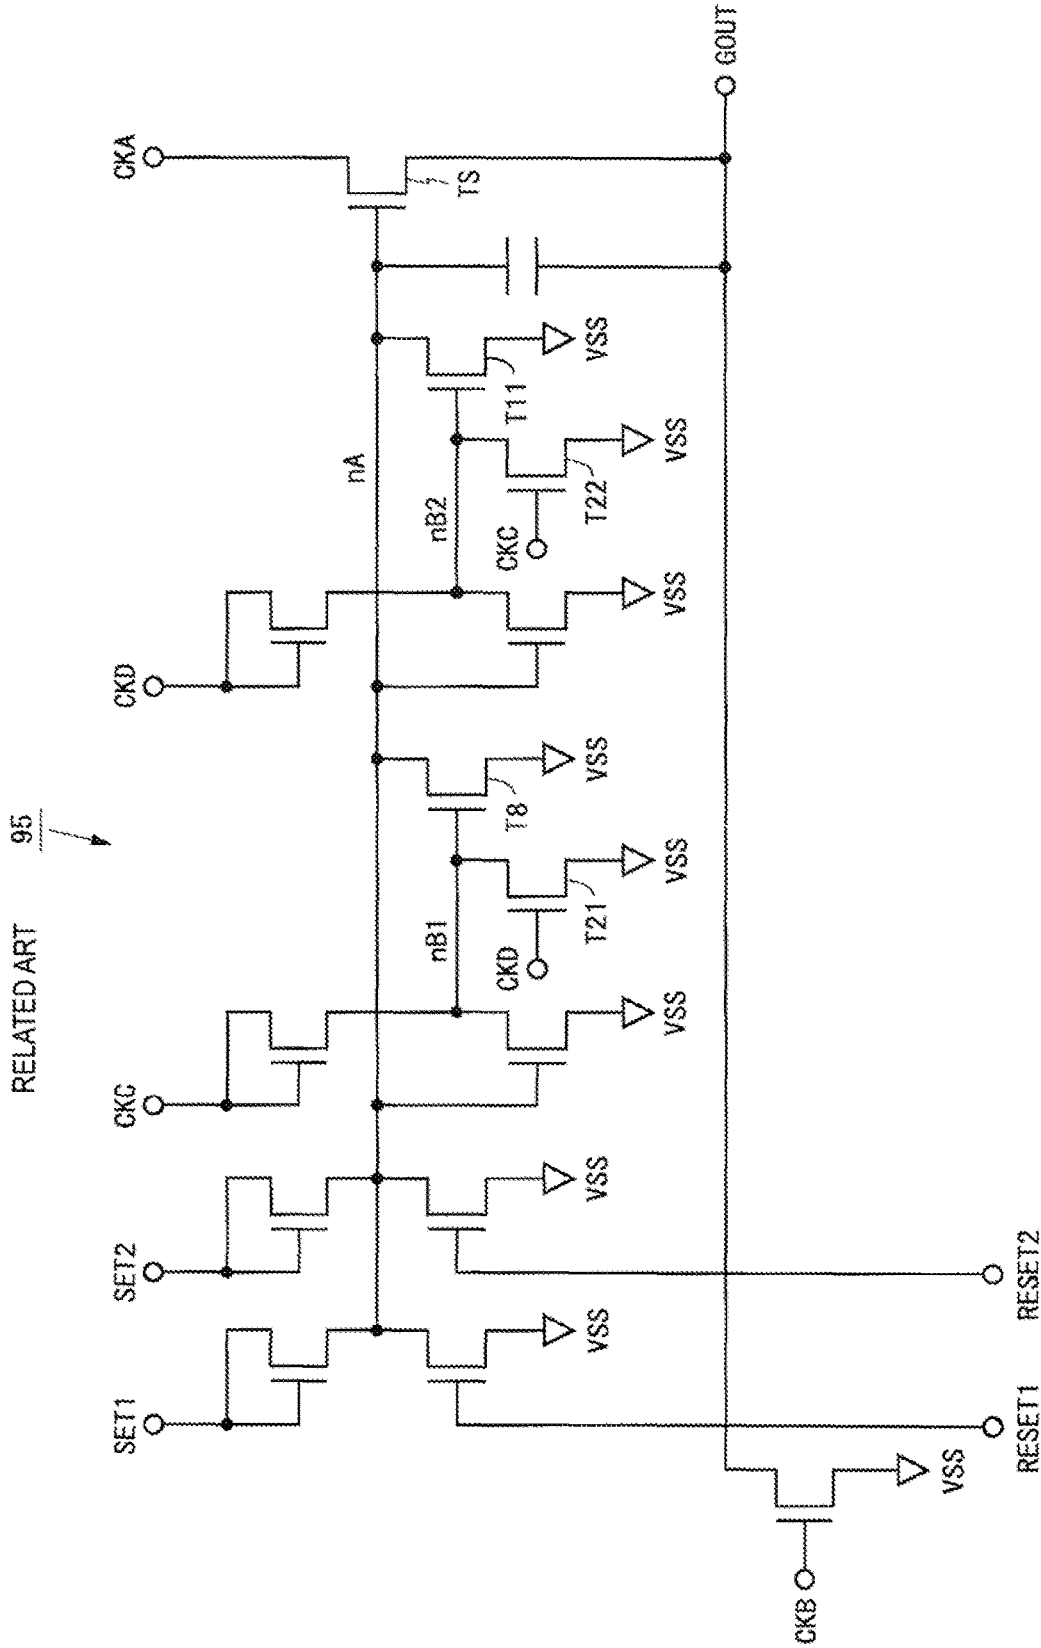 RELATED ART
95
SET1
SET2
CKC
CKD
CKA
nA
nB1
nB2
CKD
CKC
T21
T8
T22
T11
TS
VSS
VSS
VSS
VSS
VSS
VSS
VSS
VSS
CKB
VSS
RESET1
RESET2
GOUT